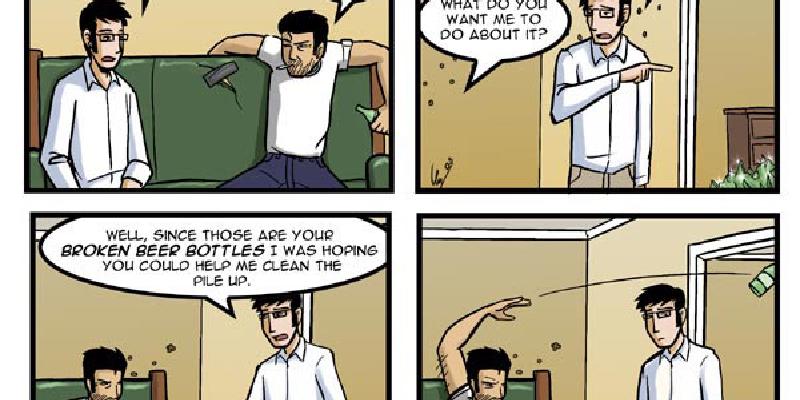 WHAT DO YOU
WANT ME TO
DO ABOUT IT?
WELL, SINCE THOSE ARE YOUR
BROKEN BEER BOTTLES I WAS HOPING
YOU COULD HELP ME CLEAN THE
PILE UP.